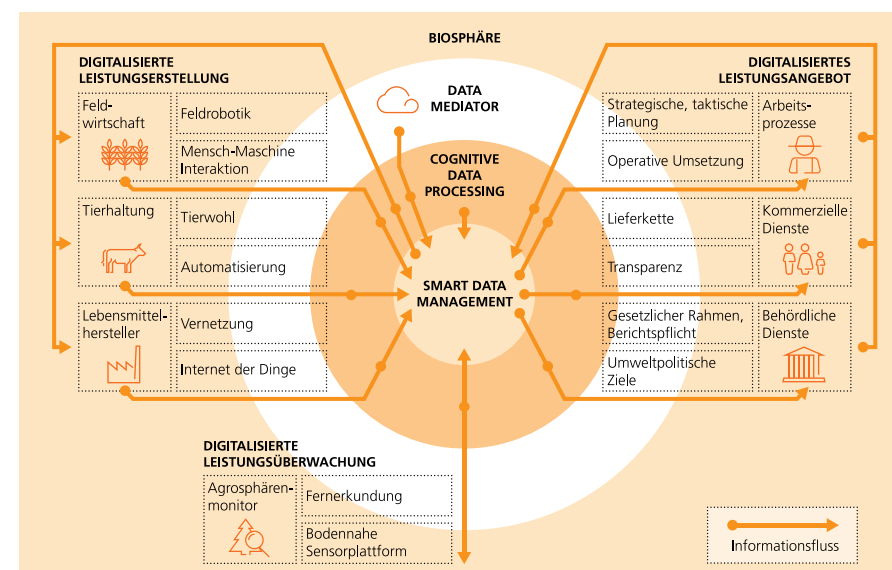 BIOSPHÄRE
DIGITALISIERTE
LEISTUNGSERSTELLUNG
Feld-
wirtschaft
Feldrobotik
Mensch-Maschine
Interaktion
Tierhaltung
Tierwohl
Automatisierung
Lebensmittel-
hersteller
Vernetzung
Internet der Dinge
DATA
MEDIATOR
COGNITIVE
DATA
PROCESSING
SMART DATA
MANAGEMENT
DIGITALISIERTES
LEISTUNGSANGEBOT
Strategische, taktische
Planung
Operative Umsetzung
Arbeits-
prozesse
Lieferkette
Transparenz
Kommerzielle
Dienste
Gesetzlicher Rahmen,
Berichtspflicht
Umweltpolitische
Ziele
Behördliche
Dienste
DIGITALISIERTE
LEISTUNGSÜBERWACHUNG
Agrosphären-
monitor
Fernerkundung
Bodennahe
Sensorplattform
Informationsfluss